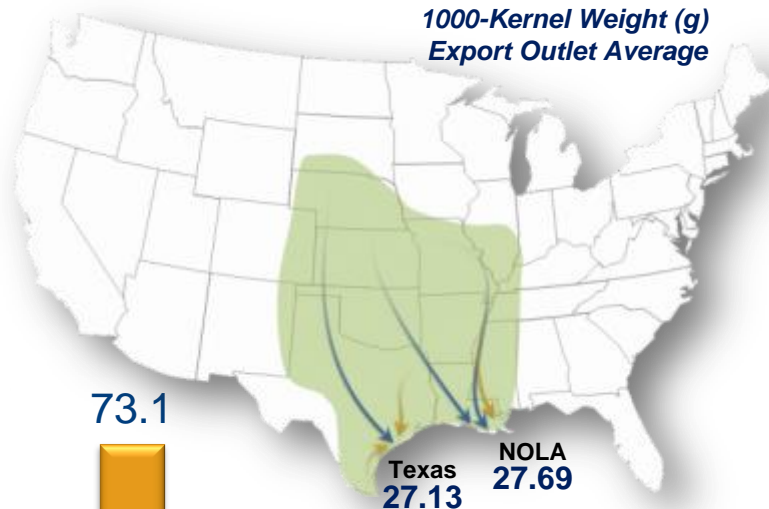 1000-Kernel Weight (g)
Export Outlet Average
73.1
Texas
27.13
NOLA
27.69